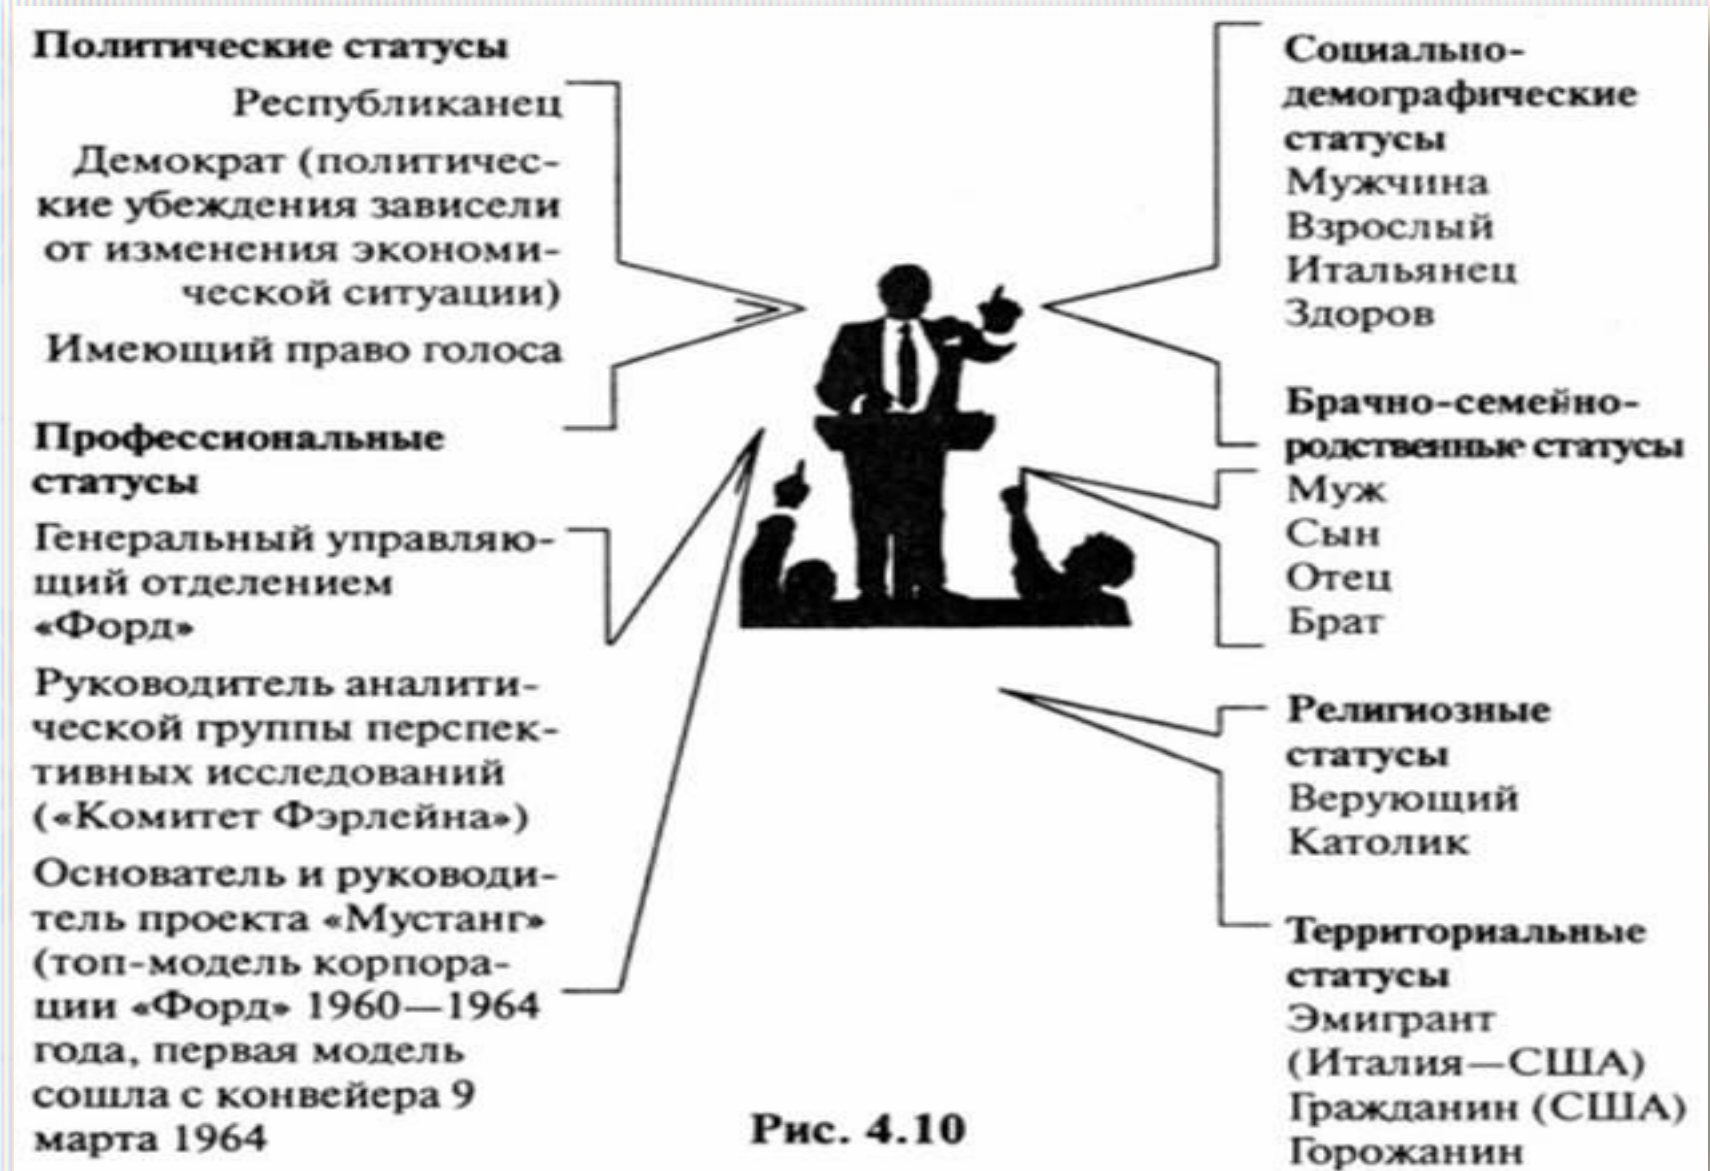 Политические статусы
Республиканец
Демократ (политичес-
кие убеждения зависели
от изменения экономи-
ческой ситуации)
Имеющий право голоса
Профессиональные
статусы
Генеральный управляю-
щий отделением
«Форд»
Руководитель аналити-
ческой группы перспек-
тивных исследований
(«Комитет Фэрлейна»)
Основатель и руководи-
тель проекта «Мустанг»
(топ-модель корпора-
ции «Форд» 1960—1964
года, первая модель
сошла с конвейера 9
марта 1964
Рис. 4.10
Социально-
демографические
статусы
Мужчина
Взрослый
Итальянец
Здоров
Брачно-семейно-
родственные статусы
Муж
Сын
Отец
Брат
Религиозные
статусы
Верующий
Католик
Территориальные
статусы
Эмигрант
(Италия—США)
Гражданин (США)
Горожанин